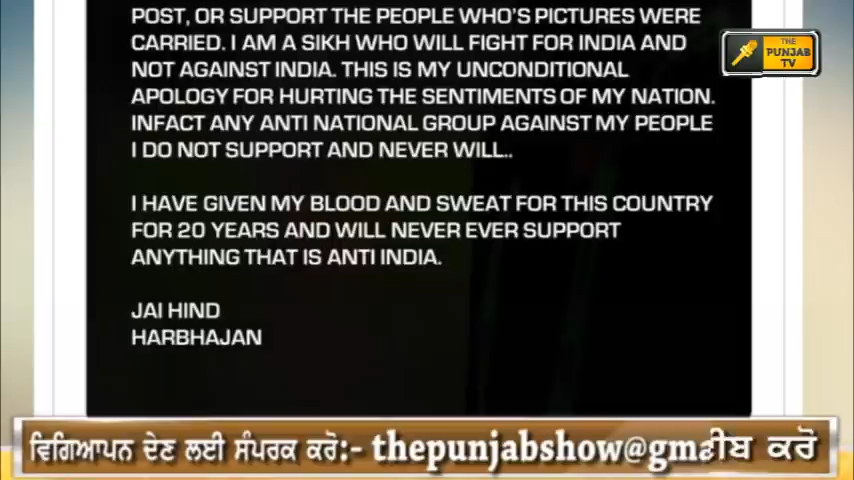 POST, OR SUPPORT THE PEOPLE WHO'S PICTURES WERE
CARRIED. I AM A SIKH WHO WILL FIGHT FOR INDIA AND
NOT AGAINST INDIA. THIS IS MY UNCONDITIONAL
APOLOGY FOR HURTING THE SENTIMENTS OF MY NATION.
INFACT ANY ANTI NATIONAL GROUP AGAINST MY PEOPLE
I DO NOT SUPPORT AND NEVER WILL..
I HAVE GIVEN MY BLOOD AND SWEAT FOR THIS COUNTRY
FOR 20 YEARS AND WILL NEVER EVER SUPPORT
ANYTHING THAT IS ANTI INDIA.
JAI HIND
HARBHAJAN
THE
PUNJAB
TV
ਵਿਗਿਆਪਨ ਦੇਣ ਲਈ ਸੰਪਰਕ ਕਰੋ:- thepunjabshow@gma ਕਰੋ